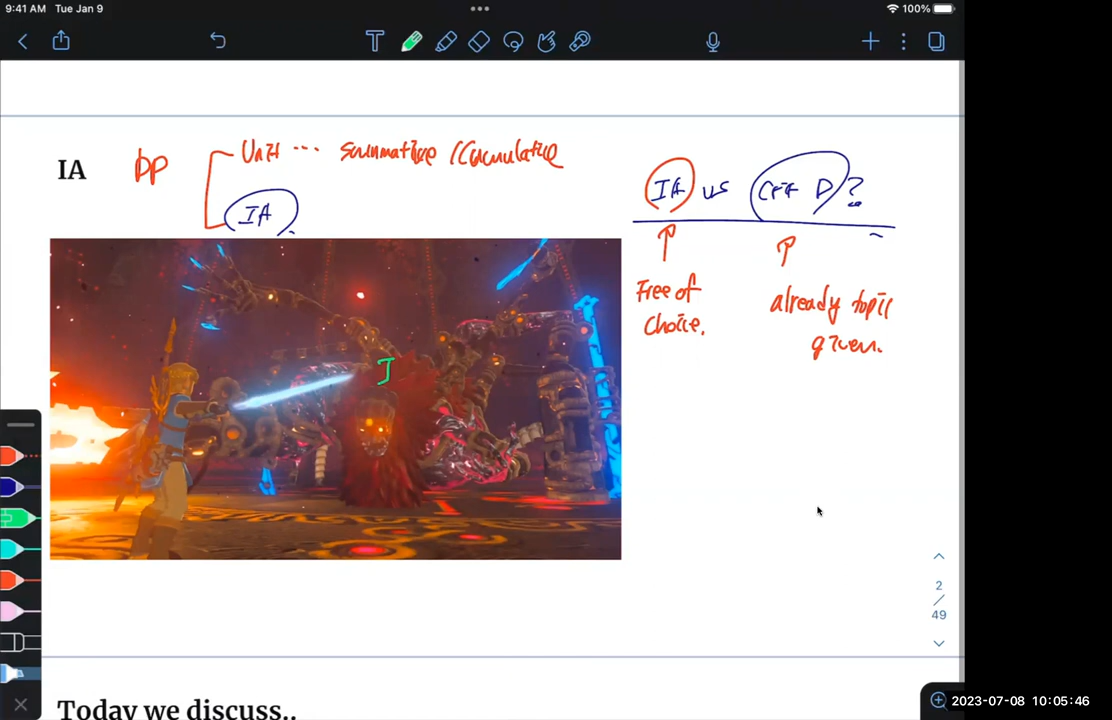 9:41 AM Tue Jan 9
100%
IA
DP
Unit ... summative / Cumulative
IA
IA vs Crit D?
Free of
choice.
already topic
given.
I
2
/
49
Today we discuss..
2023-07-08 10:05:46